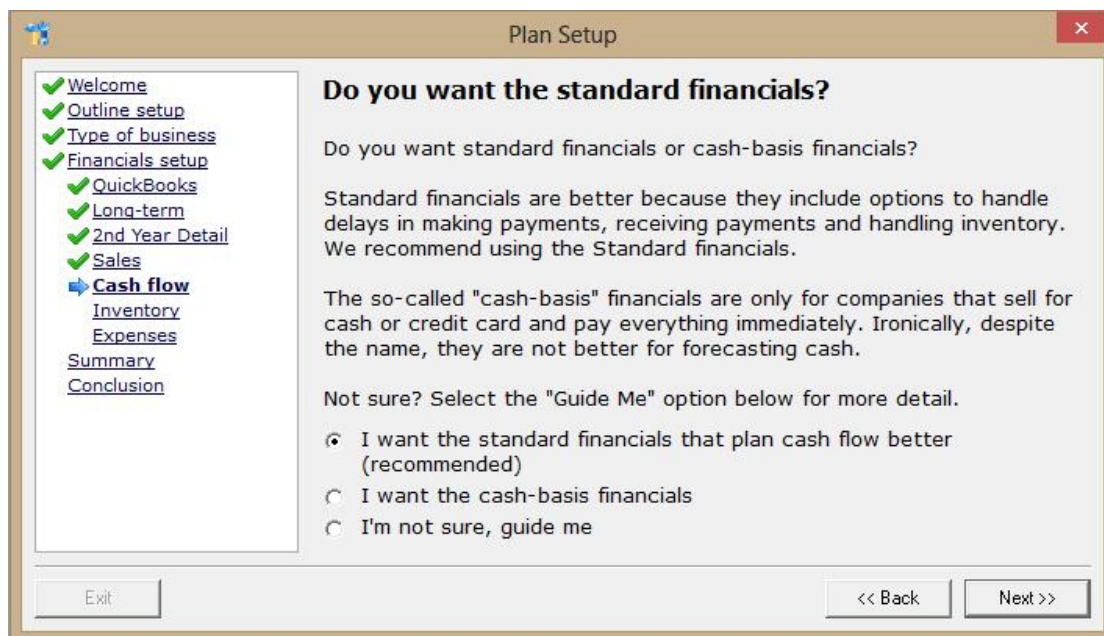 Plan Setup
Welcome
Outline setup
Type of business
Financials setup
QuickBooks
Long-term
2nd Year Detail
Sales
Cash flow
Inventory
Expenses
Summary
Conclusion
Do you want the standard financials?
Do you want standard financials or cash-basis financials?
Standard financials are better because they include options to handle
delays in making payments, receiving payments and handling inventory.
We recommend using the Standard financials.
The so-called "cash-basis" financials are only for companies that sell for
cash or credit card and pay everything immediately. Ironically, despite
the name, they are not better for forecasting cash.
Not sure? Select the "Guide Me" option below for more detail.
I want the standard financials that plan cash flow better
(recommended)
I want the cash-basis financials
I'm not sure, guide me
Exit
<< Back
Next >>